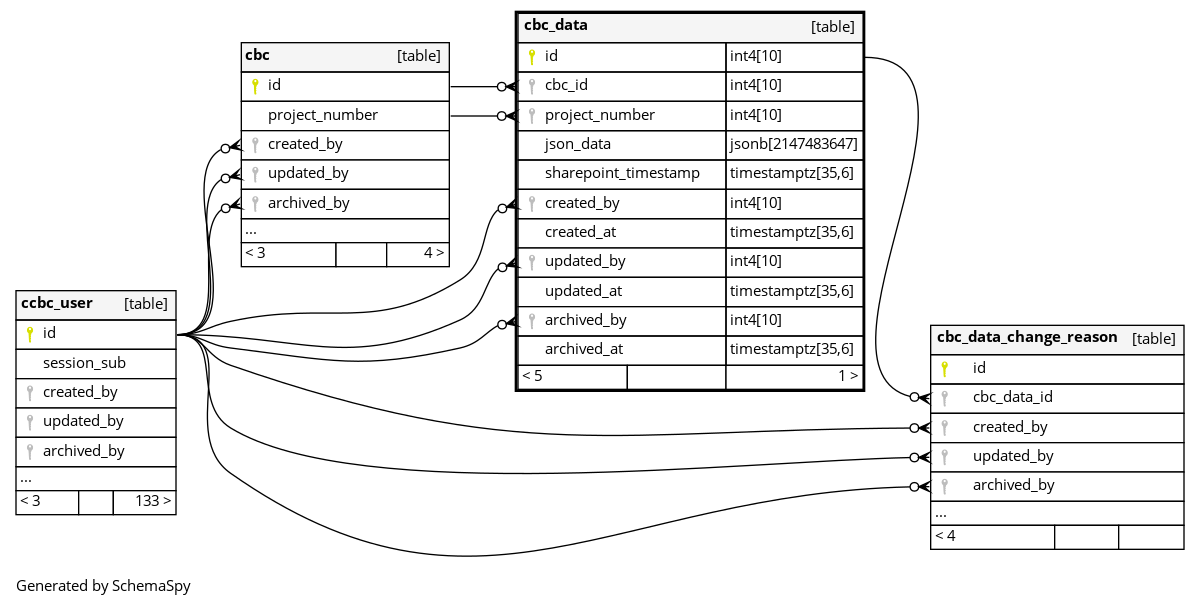 cbc_data [table]
id int4[10]
cbc_id int4[10]
project_number int4[10]
json_data jsonb[2147483647]
sharepoint_timestamp timestamptz[35,6]
created_by int4[10]
created_at timestamptz[35,6]
updated_by int4[10]
updated_at timestamptz[35,6]
archived_by int4[10]
archived_at timestamptz[35,6]
< 5 1 >
cbc [table]
id
project_number
created_by
updated_by
archived_by
...
< 3 4 >
ccbc_user [table]
id
session_sub
created_by
updated_by
archived_by
...
< 3 133 >
cbc_data_change_reason [table]
id
cbc_data_id
created_by
updated_by
archived_by
...
< 4
Generated by SchemaSpy